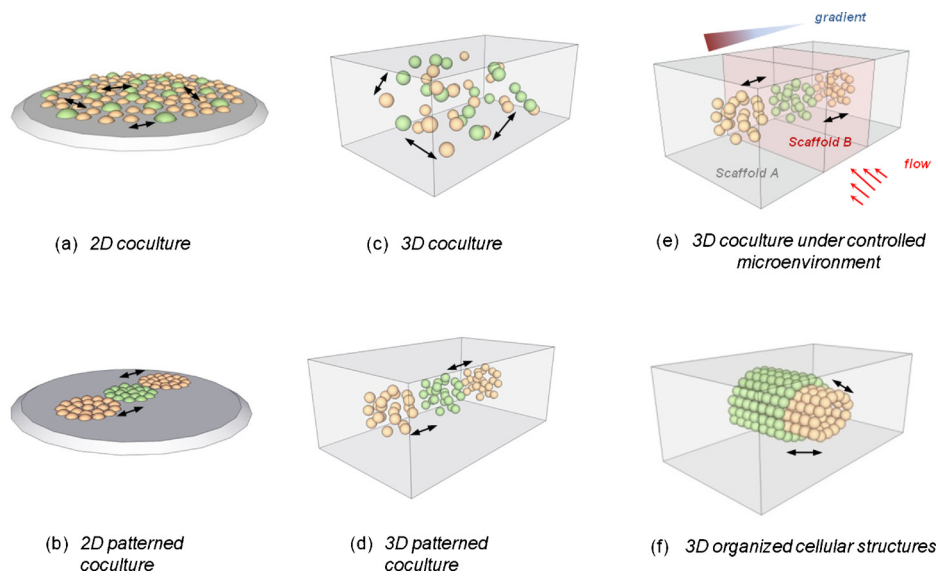 gradient
Scaffold B
Scaffold A
flow
(a) 2D coculture
(c) 3D coculture
(e) 3D coculture under controlled
microenvironment
(b) 2D patterned
coculture
(d) 3D patterned
coculture
(f) 3D organized cellular structures